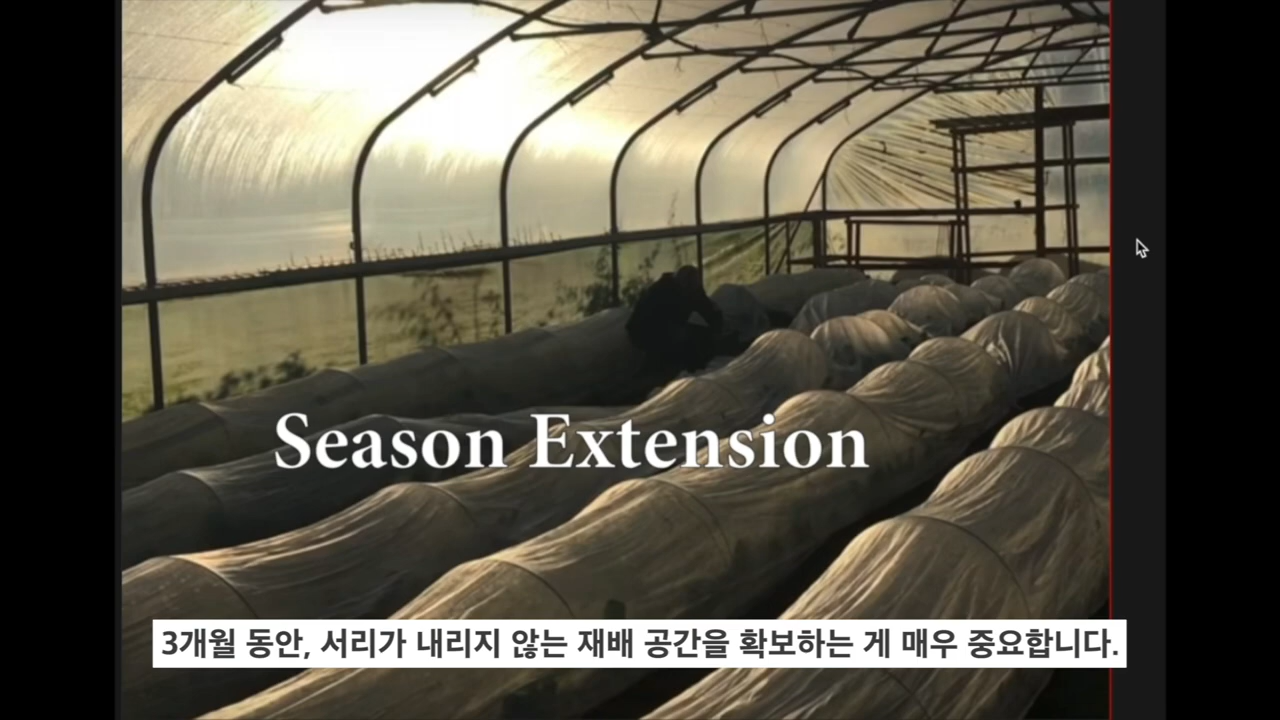 Season Extension
3개월 동안, 서리가 내리지 않는 재배 공간을 확보하는 게 매우 중요합니다.